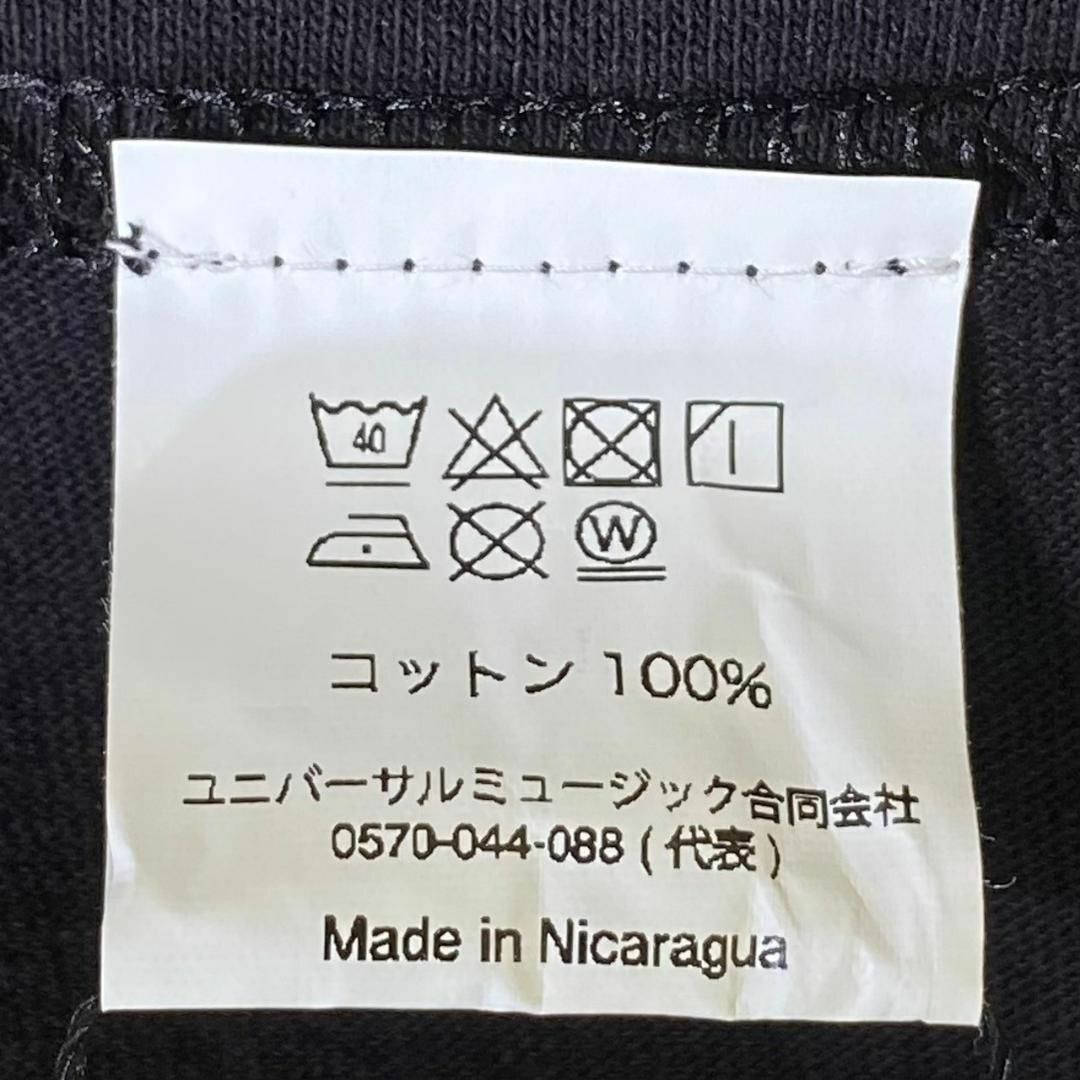 40
W
コットン 100%
ユニバーサルミュージック合同会社
0570-044-088 ( 代表 )
Made in Nicaragua